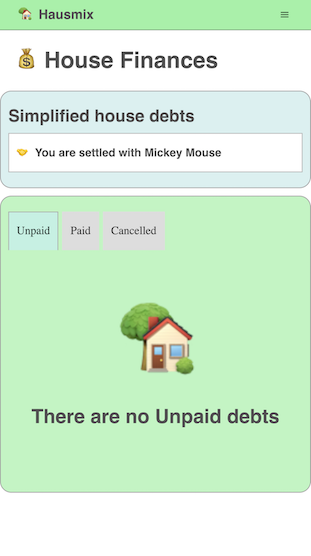 Hausmix
House Finances
Simplified house debts
You are settled with Mickey Mouse
Unpaid Paid Cancelled
There are no Unpaid debts